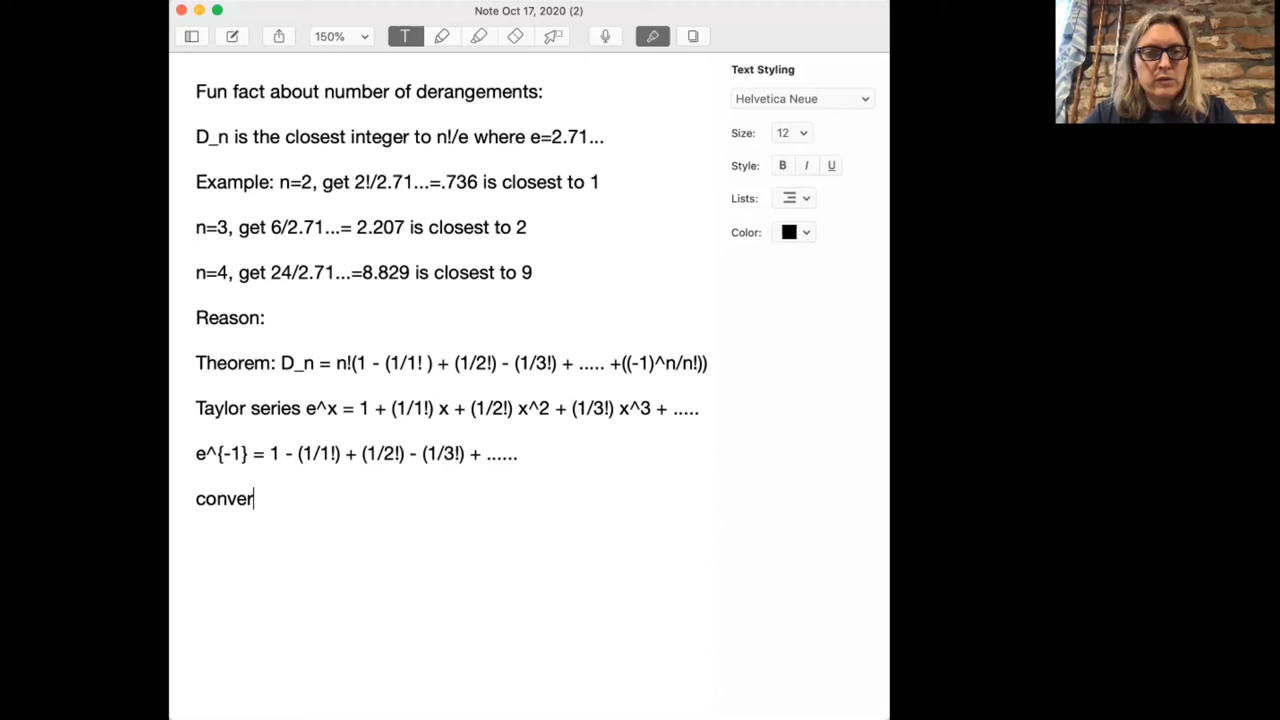 Note Oct 17, 2020 (2)
150%
T
Fun fact about number of derangements:
D_n is the closest integer to n!/e where e=2.71...
Example: n=2, get 2!/2.71...=.736 is closest to 1
n=3, get 6/2.71...= 2.207 is closest to 2
n=4, get 24/2.71...=8.829 is closest to 9
Reason:
Theorem: D_n = n!(1 - (1/1! ) + (1/2!) - (1/3!) + ..... +((-1)^n/n!))
Taylor series e^x = 1 + (1/1!) x + (1/2!) x^2 + (1/3!) x^3 + .....
e^{-1} = 1 - (1/1!) + (1/2!) - (1/3!) + ......
conver
Text Styling
Helvetica Neue
Size: 12
Style: B I U
Lists:
Color: